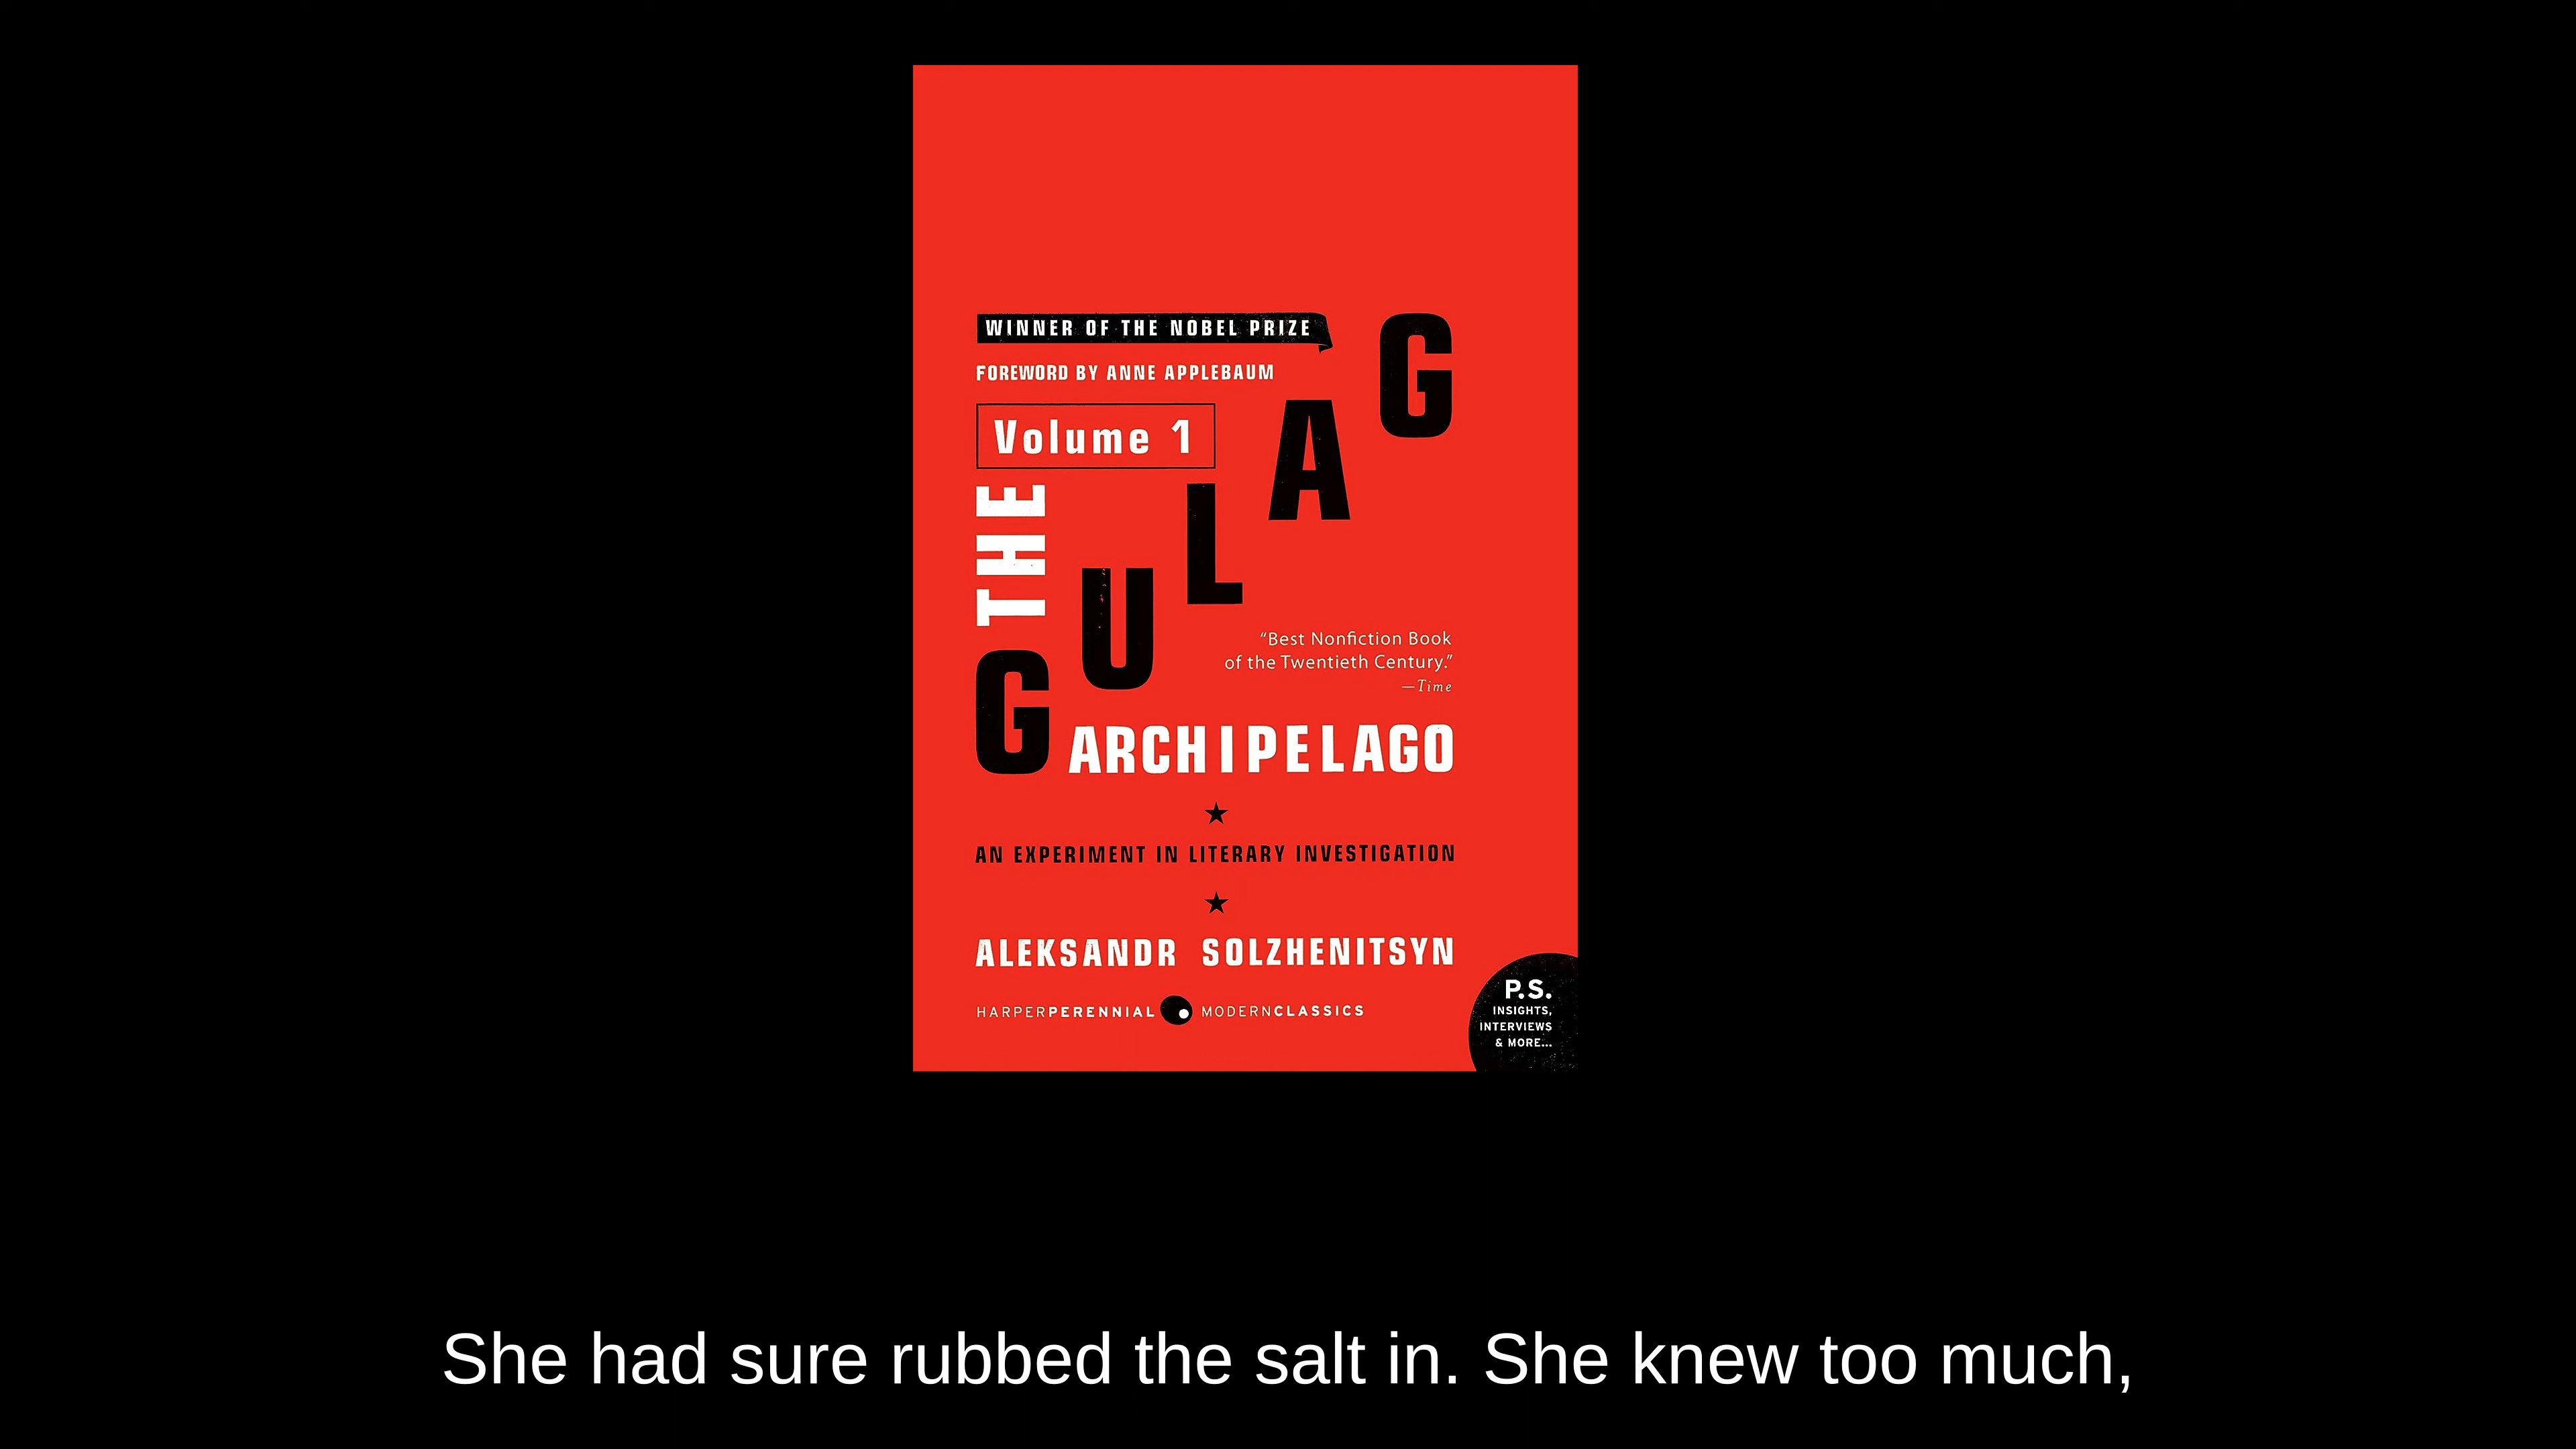 WINNER OF THE NOBEL PRIZE
FOREWORD BY ANNE APPLEBAUM
Volume 1
THE
GULAG
“Best Nonfiction Book
of the Twentieth Century.”
—Time
ARCHIPELAGO
AN EXPERIMENT IN LITERARY INVESTIGATION
ALEKSANDR SOLZHENITSYN
HARPERPERENNIAL MODERNCLASSICS
P.S.
INSIGHTS,
INTERVIEWS
& MORE...
She had sure rubbed the salt in. She knew too much,